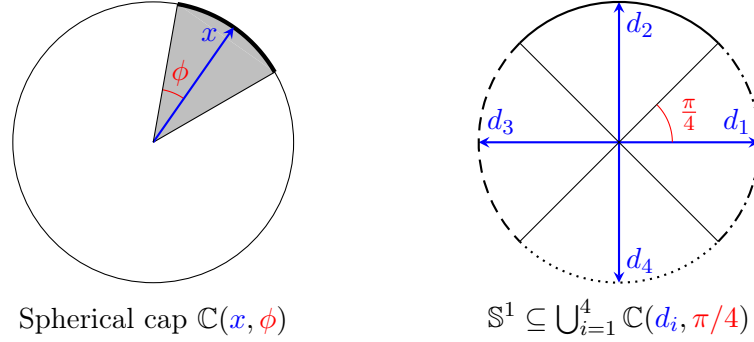 x
ϕ
d₂
d₃
π/4
d₁
d₄
Spherical cap ℂ(x, ϕ)
𝕊¹ ⊆ ⋃⁴ᵢ₌₁ ℂ(dᵢ, π/4)